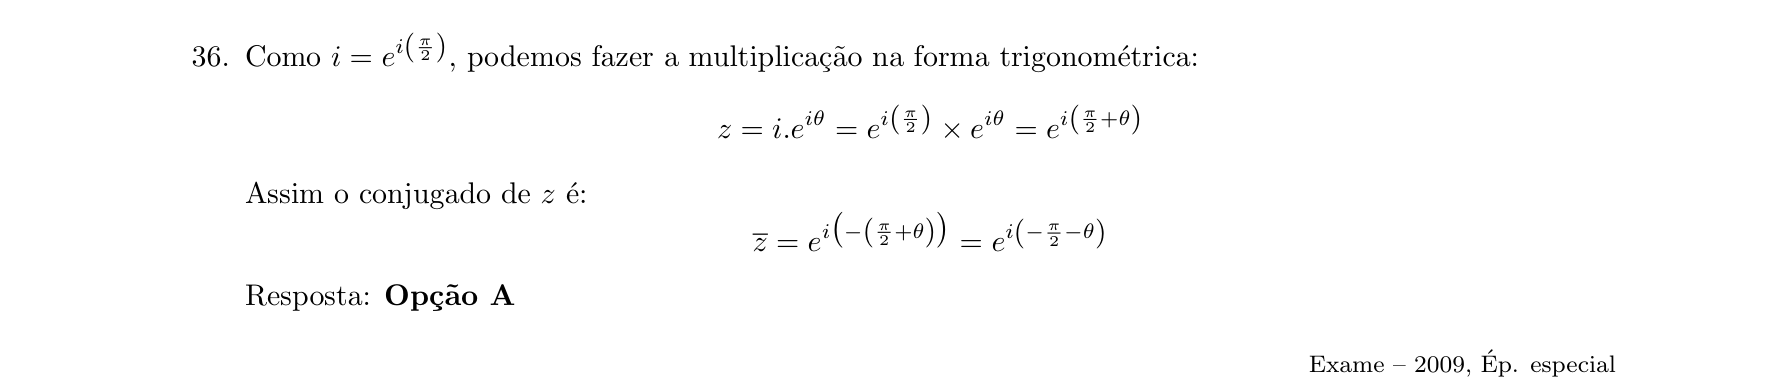 36. Como $i = e^{i\left(\frac{\pi}{2}\right)}$, podemos fazer a multiplicação na forma trigonométrica:
$z = i.e^{i\theta} = e^{i\left(\frac{\pi}{2}\right)} \times e^{i\theta} = e^{i\left(\frac{\pi}{2}+\theta\right)}$
Assim o conjugado de $z$ é:
$\overline{z} = e^{i\left(-\left(\frac{\pi}{2}+\theta\right)\right)} = e^{i\left(-\frac{\pi}{2}-\theta\right)}$
Resposta: Opção A
Exame – 2009, Ép. especial